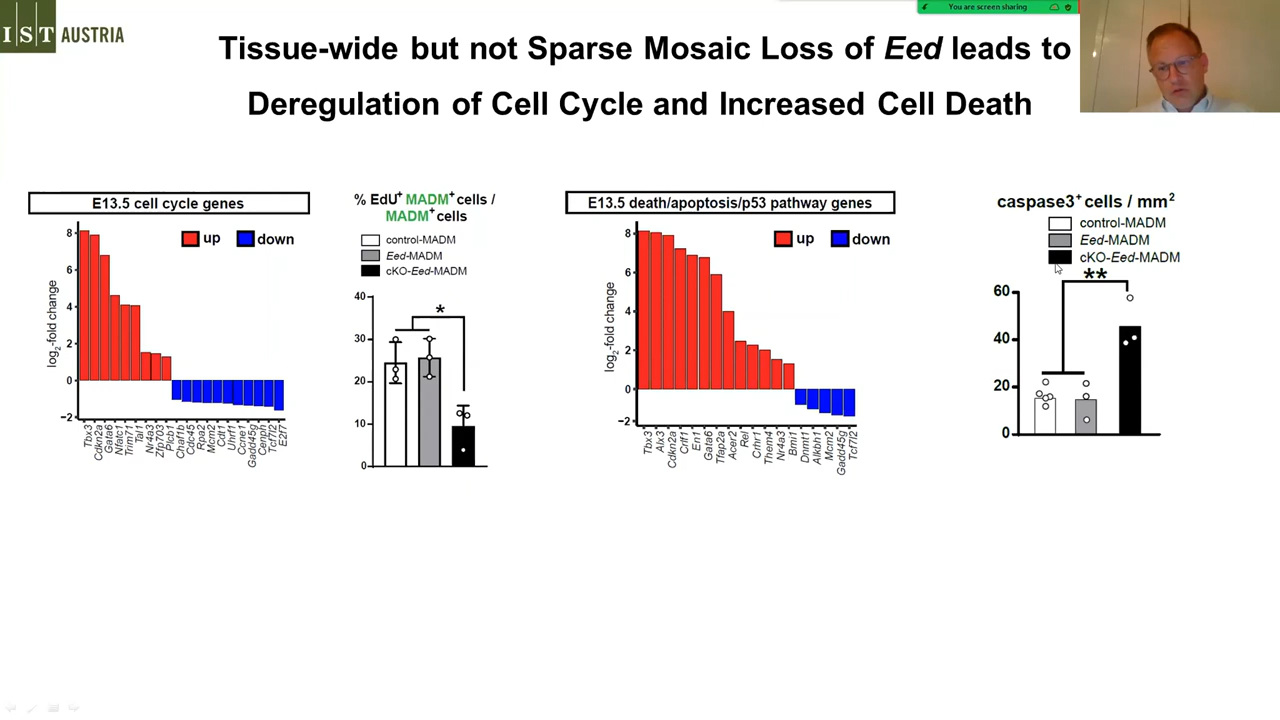 IST AUSTRIA
You are screen sharing
Tissue-wide but not Sparse Mosaic Loss of Eed leads to
Deregulation of Cell Cycle and Increased Cell Death
E13.5 cell cycle genes
up
down
log2-fold change
8
6
4
2
0
−2
Tbx3
Cdkn2a
Gata6
Nfatc1
Trim71
Tal1
Nr4a3
Zfp703
Plcb1
Chaf1b
Cdc45
Rpa2
Mcm2
Cdt1
Uhrf1
Ccne1
Gadd45g
Cenph
Tcf7l2
E2f7
% EdU+ MADM+ cells /
MADM+ cells
control-MADM
Eed-MADM
cKO-Eed-MADM
40
30
20
10
0
*
E13.5 death/apoptosis/p53 pathway genes
up
down
log2-fold change
8
6
4
2
0
−2
Tbx3
Alx3
Cdkn2a
Crlf1
En1
Gata6
Tfap2a
Acer2
Rel
Crhr1
Them4
Nr4a3
Bmi1
Dnmt1
Alkbh1
Mcm2
Gadd45g
Tcf7l2
caspase3+ cells / mm2
control-MADM
Eed-MADM
cKO-Eed-MADM
**
60
40
20
0